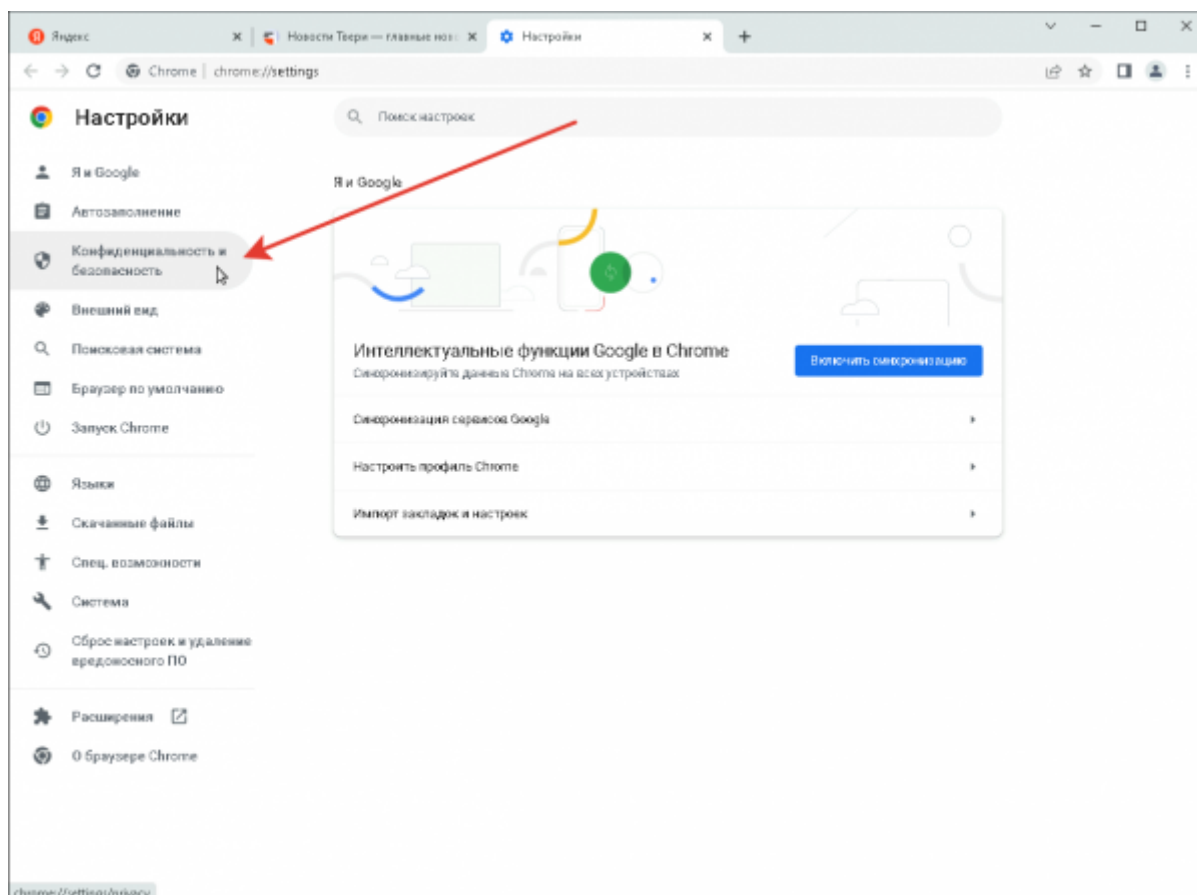 Яндекс
Новости Твери — главные нов
Настройки
Chrome | chrome://settings
Настройки
Поиск настроек
Я и Google
Автозаполнение
Конфиденциальность и
безопасность
Внешний вид
Поисковая система
Браузер по умолчанию
Запуск Chrome
Языки
Скачанные файлы
Спец. возможности
Система
Сброс настроек и удаление
вредоносного ПО
Расширения
О браузере Chrome
Я и Google
Интеллектуальные функции Google в Chrome
Синхронизируйте данные Chrome на всех устройствах
Включить синхронизацию
Синхронизация сервисов Google
Настроить профиль Chrome
Импорт закладок и настроек
chrome://settings/privacy